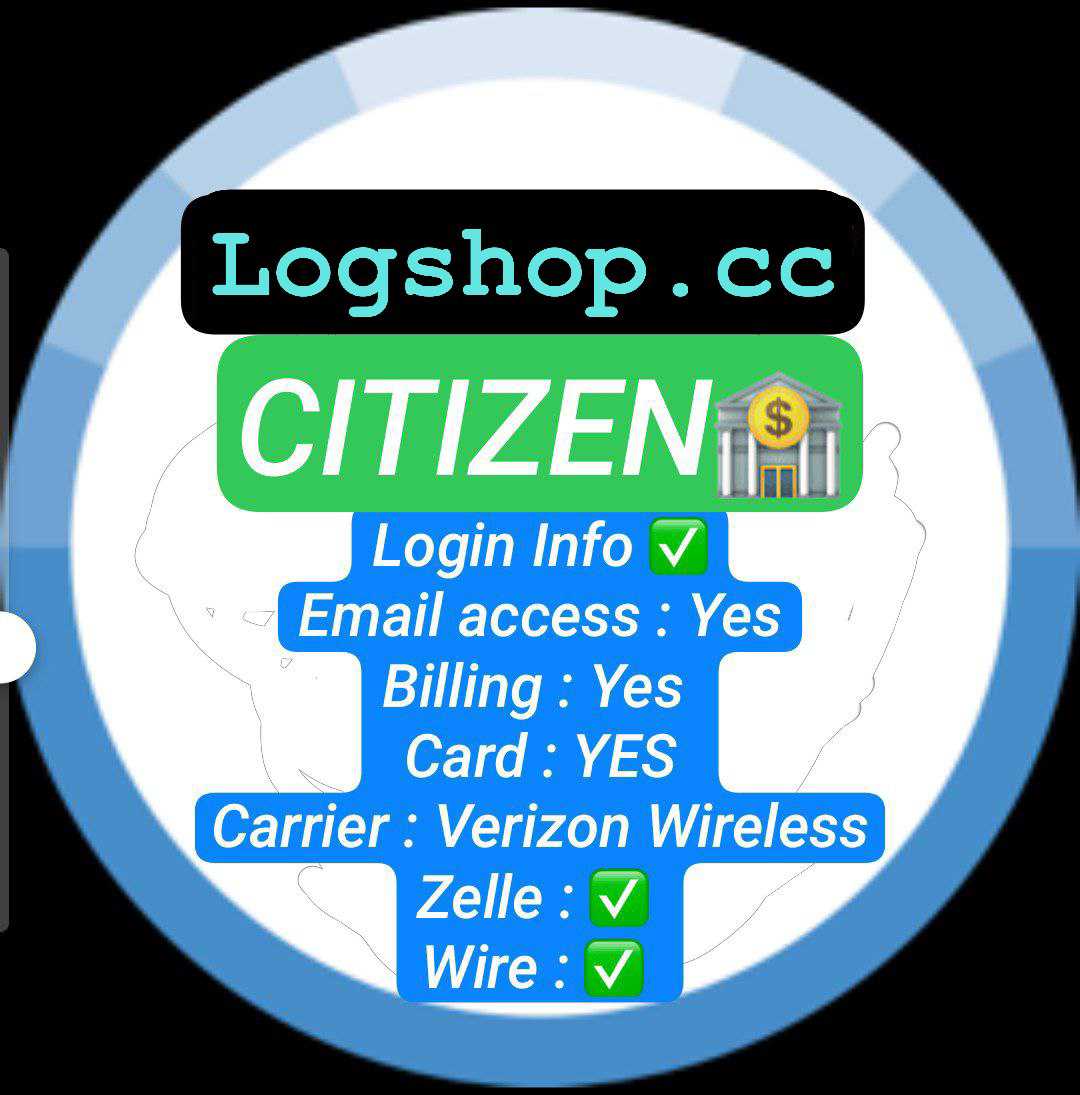 Logshop.cc
CITIZEN🏦
Login Info ✅
Email access : Yes
Billing : Yes
Card : YES
Carrier : Verizon Wireless
Zelle : ✅
Wire : ✅